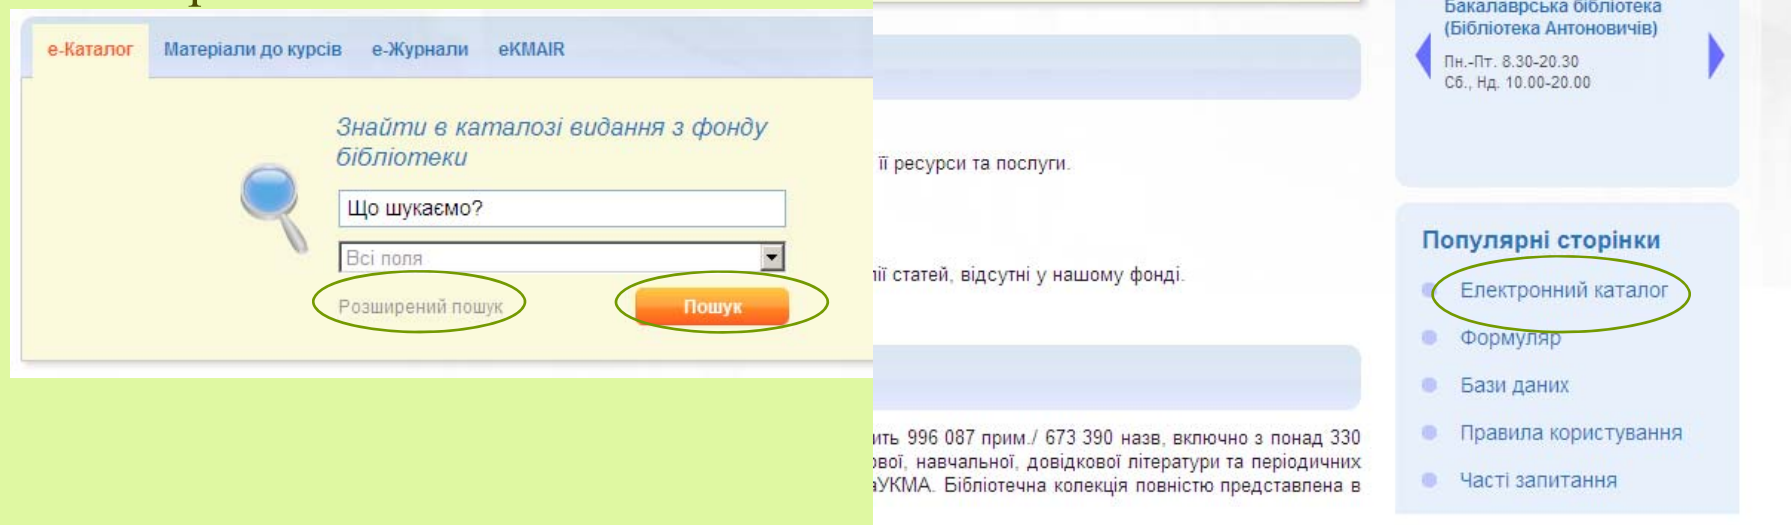 е-Каталог Матеріали до курсів е-Журнали eKMAIR
Знайти в каталозі видання з фонду
бібліотеки
Що шукаємо?
Всі поля
Розширений пошук Пошук
її ресурси та послуги.
ії статей, відсутні у нашому фонді.
ить 996 087 прим./ 673 390 назв, включно з понад 330
вої, навчальної, довідкової літератури та періодичних
аУКМА. Бібліотечна колекція повністю представлена в
Бакалаврська бібліотека
(Бібліотека Антоновичів)
Пн.-Пт. 8.30-20.30
Сб., Нд. 10.00-20.00
Популярні сторінки
Електронний каталог
Формуляр
Бази даних
Правила користування
Часті запитання